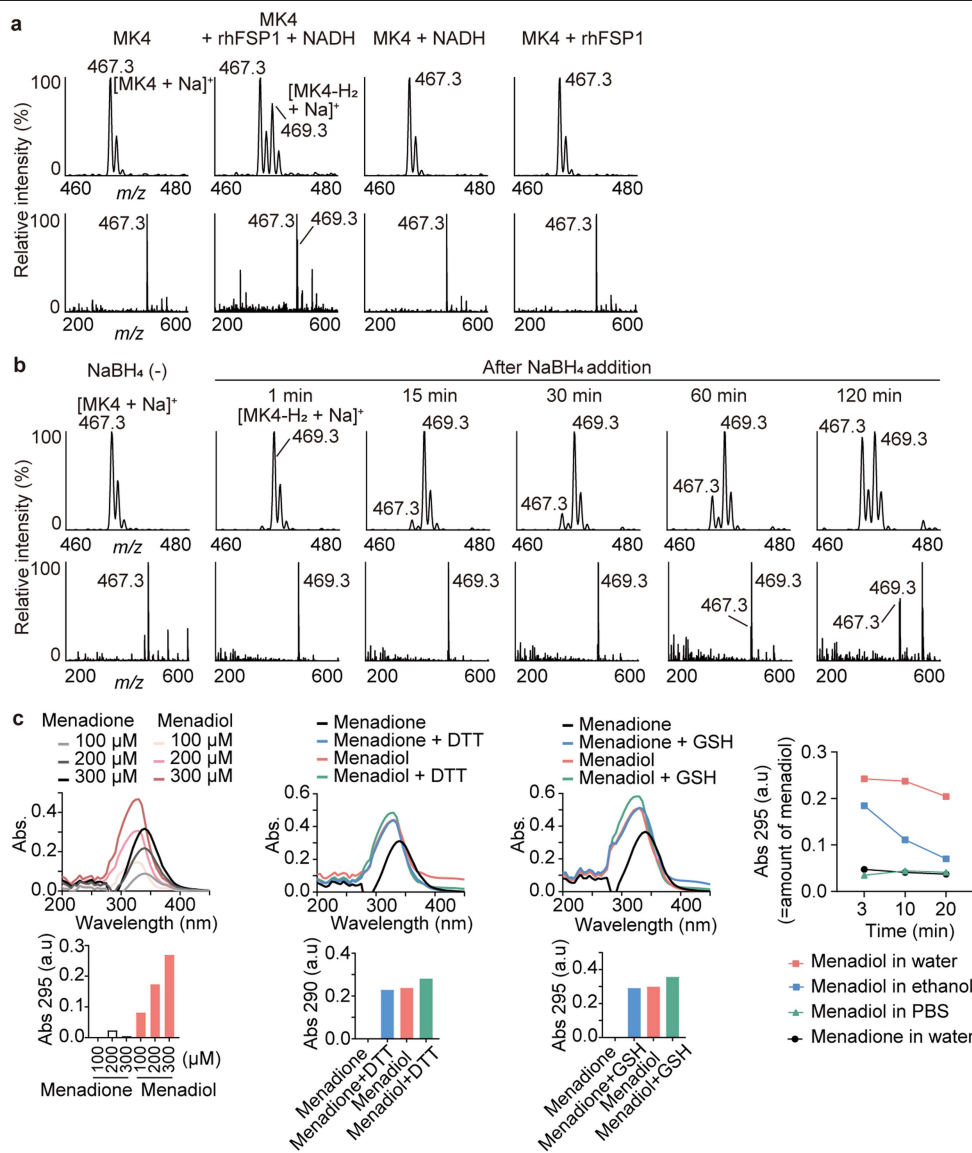 a
MK4
MK4
+ rhFSP1 + NADH
MK4 + NADH
MK4 + rhFSP1
Relative intensity (%)
100
0
467.3
[MK4 + Na]⁺
460
m/z
480
467.3
[MK4-H₂
+ Na]⁺
469.3
460
480
467.3
460
480
467.3
460
480
Relative intensity (%)
100
0
467.3
200
m/z
600
467.3
469.3
200
600
467.3
200
600
467.3
200
600
b
NaBH₄ (-)
After NaBH₄ addition
1 min
15 min
30 min
60 min
120 min
Relative intensity (%)
100
0
[MK4 + Na]⁺
467.3
460
m/z
480
[MK4-H₂ + Na]⁺
469.3
460
480
469.3
467.3
460
480
469.3
467.3
460
480
469.3
467.3
460
480
467.3
469.3
460
480
Relative intensity (%)
100
0
467.3
200
m/z
600
469.3
200
600
469.3
200
600
469.3
200
600
469.3
467.3
200
600
469.3
467.3
200
600
c
Menadione
100 µM
200 µM
300 µM
Menadiol
100 µM
200 µM
300 µM
Abs.
0.4
0.2
0.0
200
300
400
Wavelength (nm)
Abs 295 (a.u)
0.3
0.2
0.1
0.0
100
200
300
100
200
300
(µM)
Menadione
Menadiol
Menadione
Menadione + DTT
Menadiol
Menadiol + DTT
Abs.
0.6
0.4
0.2
0.0
200
300
400
Wavelength (nm)
Abs 290 (a.u)
0.4
0.2
0.0
Menadione
Menadione+DTT
Menadiol
Menadiol+DTT
Menadione
Menadione + GSH
Menadiol
Menadiol + GSH
Abs.
0.6
0.4
0.2
0.0
200
300
400
Wavelength (nm)
Abs 295 (a.u)
0.4
0.2
0.0
Menadione
Menadione+GSH
Menadiol
Menadiol+GSH
Abs 295 (a.u)
(=amount of menadiol)
0.3
0.2
0.1
0.0
3
10
20
Time (min)
Menadiol in water
Menadiol in ethanol
Menadiol in PBS
Menadione in water